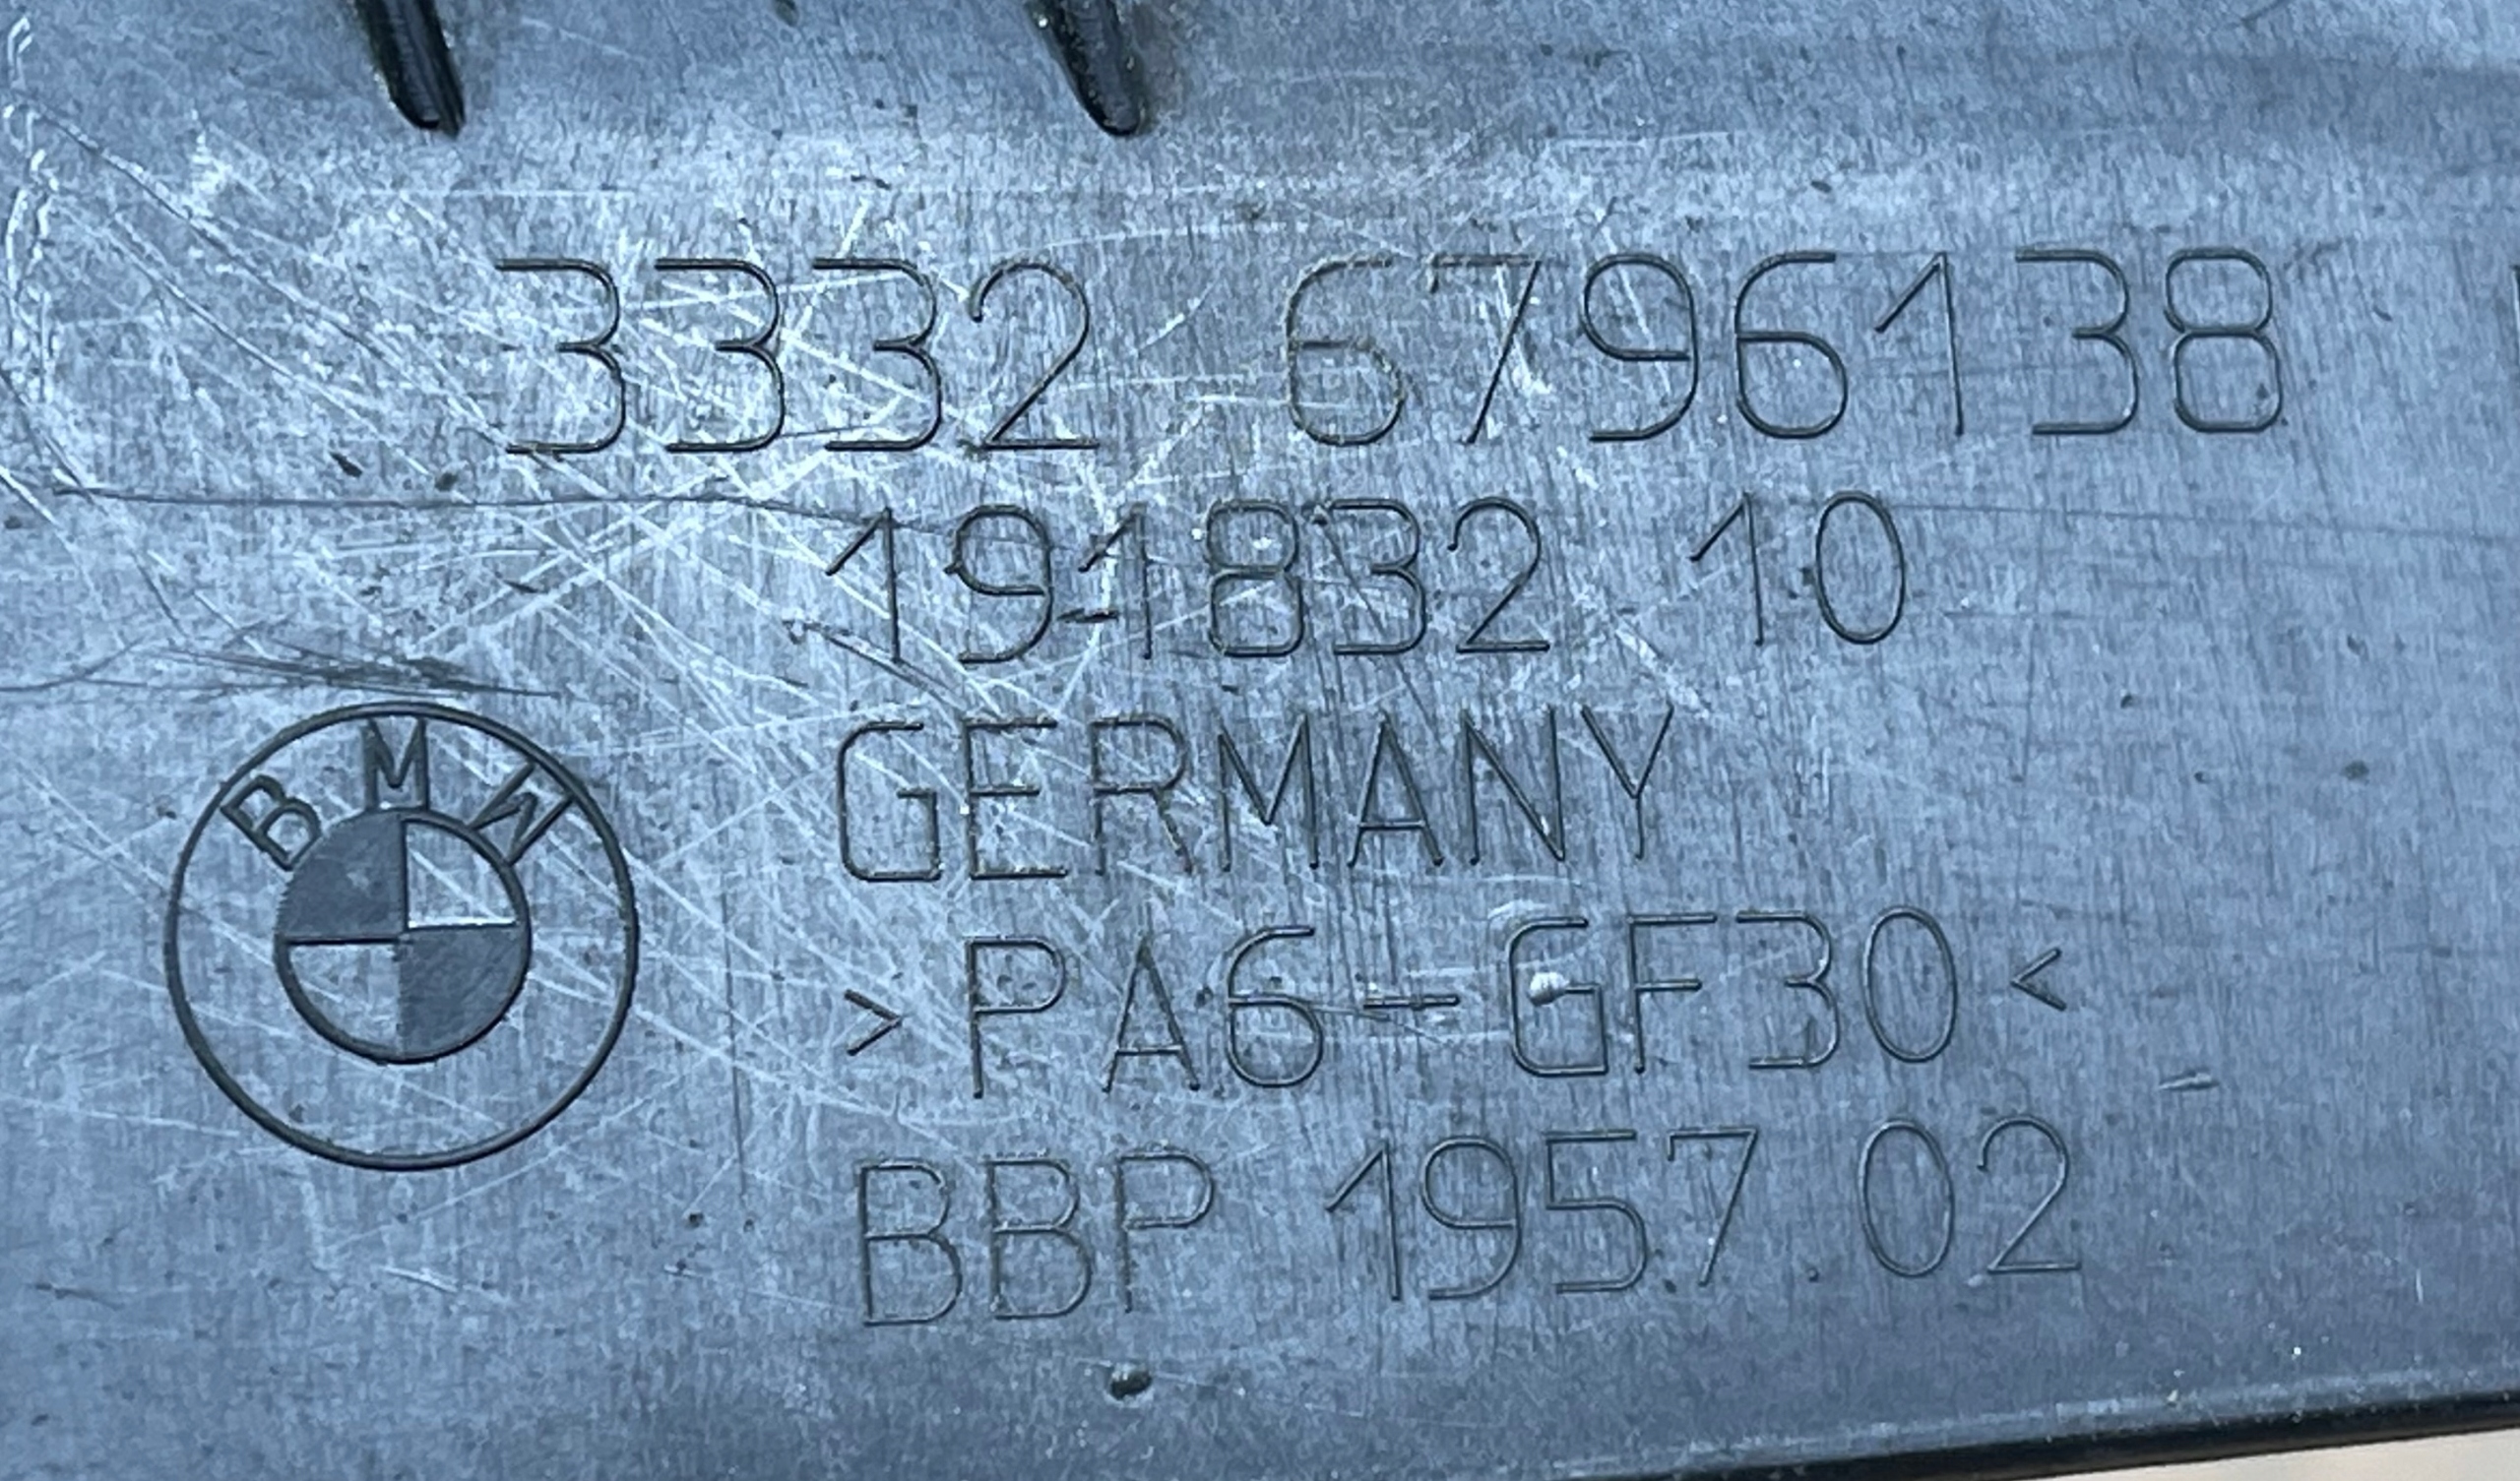 3332 6796138
191832 10
GERMANY
BMW
>PA6-GF30<
BBP 1957.02